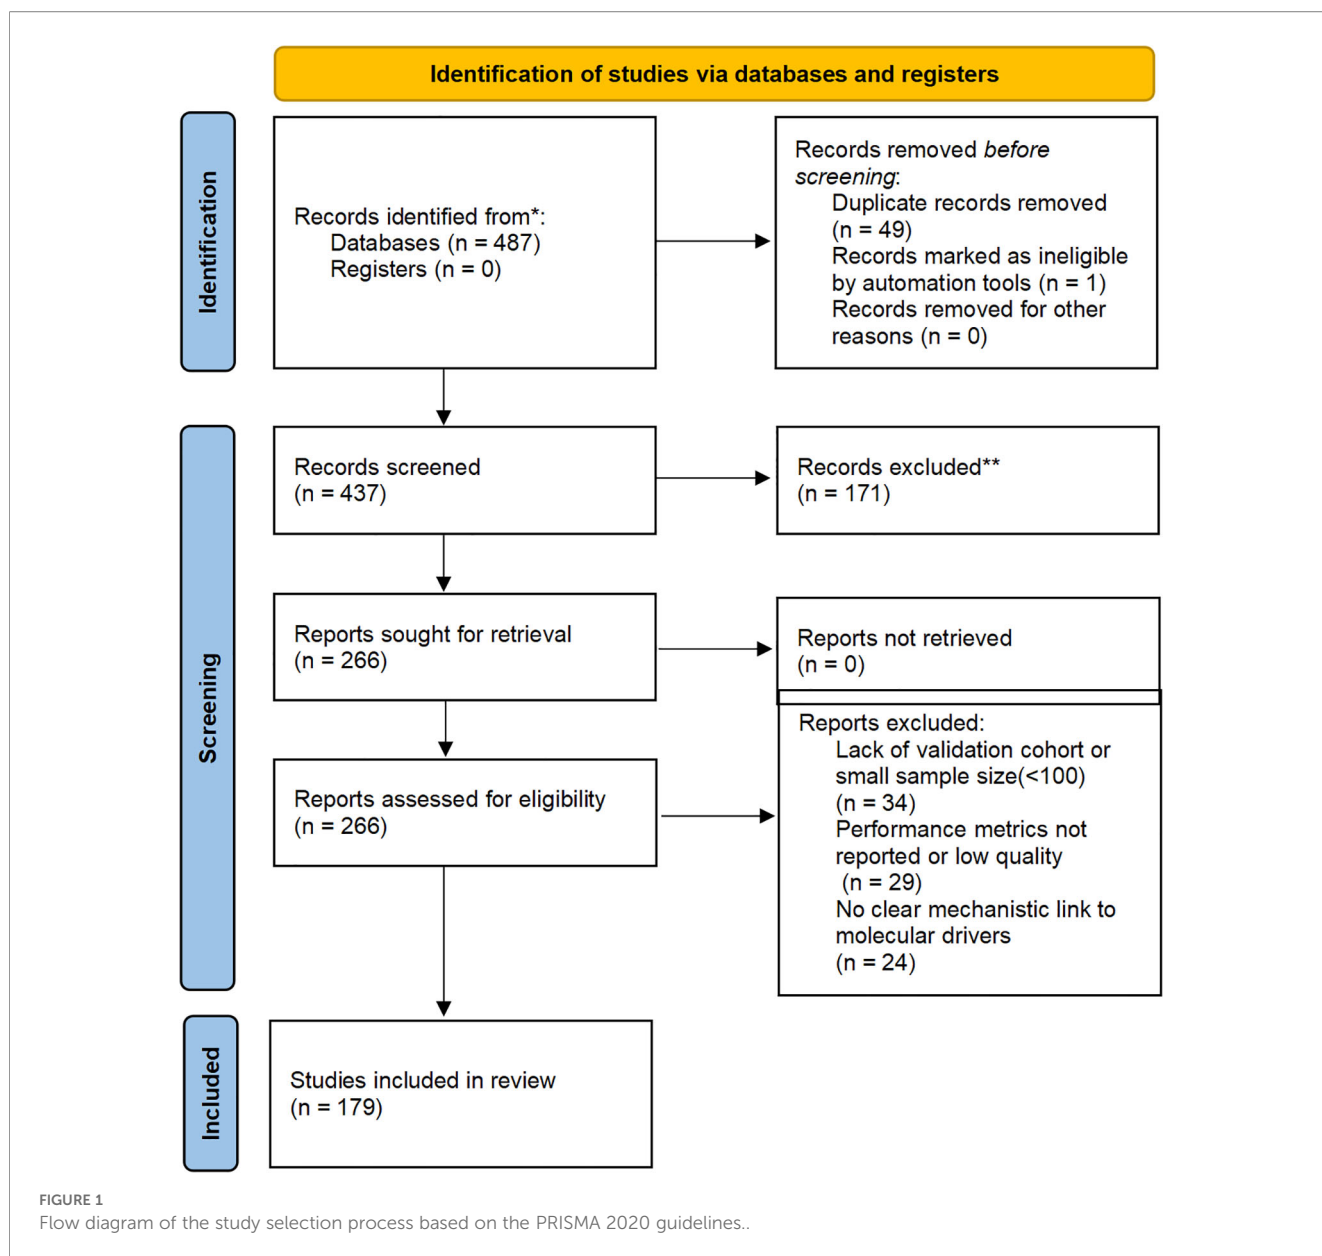 Identification of studies via databases and registers
Identification
Records identified from*:
Databases (n = 487)
Registers (n = 0)
Records removed before
screening:
Duplicate records removed
(n = 49)
Records marked as ineligible
by automation tools (n = 1)
Records removed for other
reasons (n = 0)
Screening
Records screened
(n = 437)
Records excluded**
(n = 171)
Reports sought for retrieval
(n = 266)
Reports not retrieved
(n = 0)
Reports assessed for eligibility
(n = 266)
Reports excluded:
Lack of validation cohort or
small sample size(<100)
(n = 34)
Performance metrics not
reported or low quality
(n = 29)
No clear mechanistic link to
molecular drivers
(n = 24)
Included
Studies included in review
(n = 179)
FIGURE 1
Flow diagram of the study selection process based on the PRISMA 2020 guidelines..